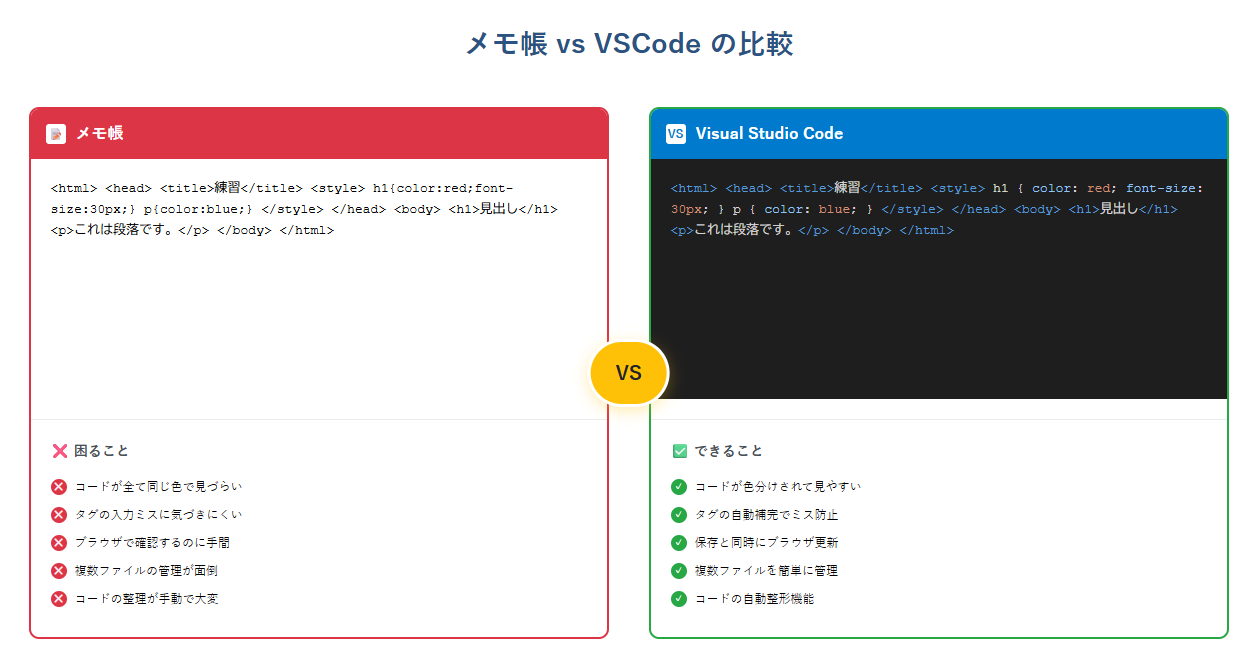 メモ帳 vs VSCode の比較
メモ帳
<html> <head> <title>練習</title> <style> h1{color:red;font-
size:30px;} p{color:blue;} </style> </head> <body> <h1>見出し</h1>
<p>これは段落です。</p> </body> </html>
困ること
コードが全て同じ色で見づらい
タグの入力ミスに気づきにくい
ブラウザで確認するのに手間
複数ファイルの管理が面倒
コードの整理が手動で大変
VS
VS Visual Studio Code
<html> <head> <title>練習</title> <style> h1 { color: red; font-size:
30px; } p { color: blue; } </style> </head> <body> <h1>見出し</h1>
<p>これは段落です。</p> </body> </html>
できること
コードが色分けされて見やすい
タグの自動補完でミス防止
保存と同時にブラウザ更新
複数ファイルを簡単に管理
コードの自動整形機能